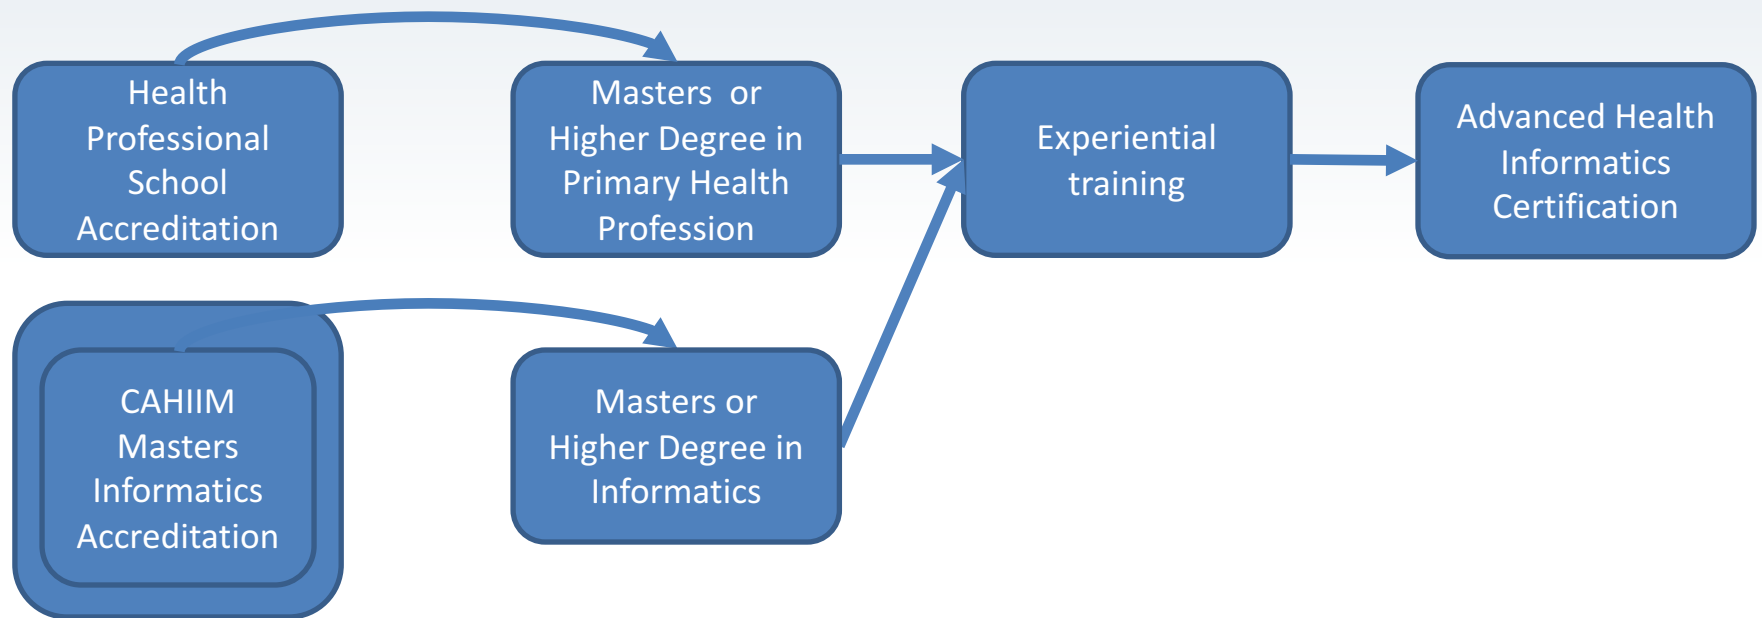 Health
Professional
School
Accreditation
Masters  or
Higher Degree in
Primary Health
Profession
Experiential
training
Advanced Health
Informatics
Certification
CAHIIM
Masters
Informatics
Accreditation
Masters or
Higher Degree in
Informatics